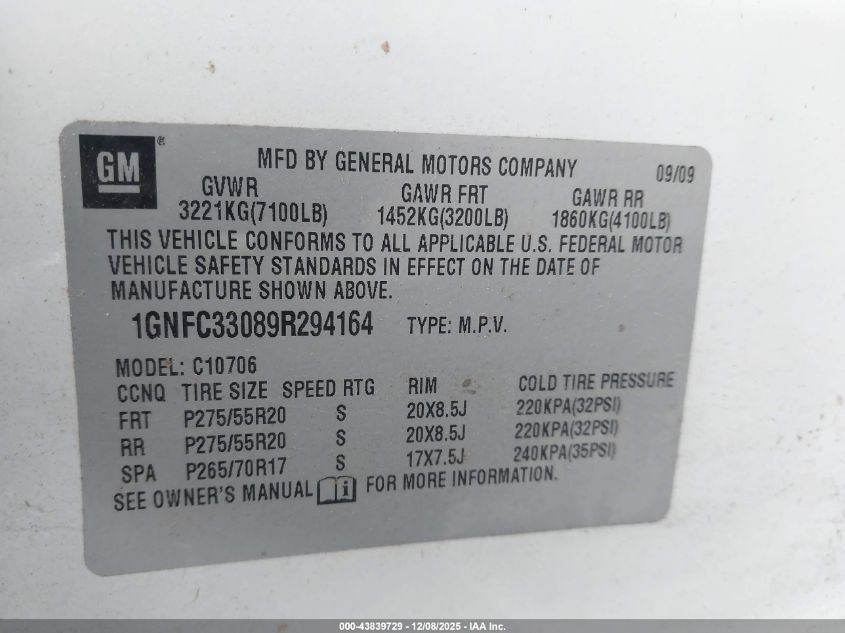 GM®
MFD BY GENERAL MOTORS COMPANY 09/09
GVWR GAWR FRT GAWR RR
3221KG(7100LB) 1452KG(3200LB) 1860KG(4100LB)
THIS VEHICLE CONFORMS TO ALL APPLICABLE U.S. FEDERAL MOTOR
VEHICLE SAFETY STANDARDS IN EFFECT ON THE DATE OF
MANUFACTURE SHOWN ABOVE.
1GNFC33089R294164 TYPE: M.P.V.
MODEL: C10706
CCNQ TIRE SIZE SPEED RTG RIM COLD TIRE PRESSURE
FRT P275/55R20 S 20X8.5J 220KPA(32PSI)
RR P275/55R20 S 20X8.5J 220KPA(32PSI)
SPA P265/70R17 S 17X7.5J 240KPA(35PSI)
SEE OWNER'S MANUAL i FOR MORE INFORMATION.
000-43839729 - 12/08/2025 - IAA Inc.